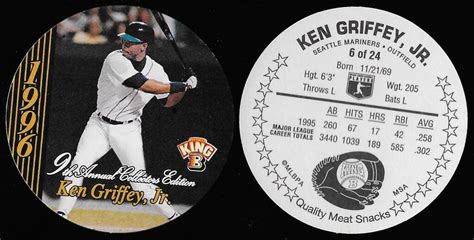 1996
KING
B
9th Annual Collectors Edition
Ken Griffey, Jr.
KEN GRIFFEY, JR.
SEATTLE MARINERS - OUTFIELD
6 of 24
Born 11/21/69
Hgt. 6'3" Wgt. 205
Throws L Bats L
AB HITS HRS RBI AVG
1995 260 67 17 42 .258
MAJOR LEAGUE
CAREER TOTALS 3440 1039 189 585 .302
©MLBPA
MSA
Quality Meat Snacks